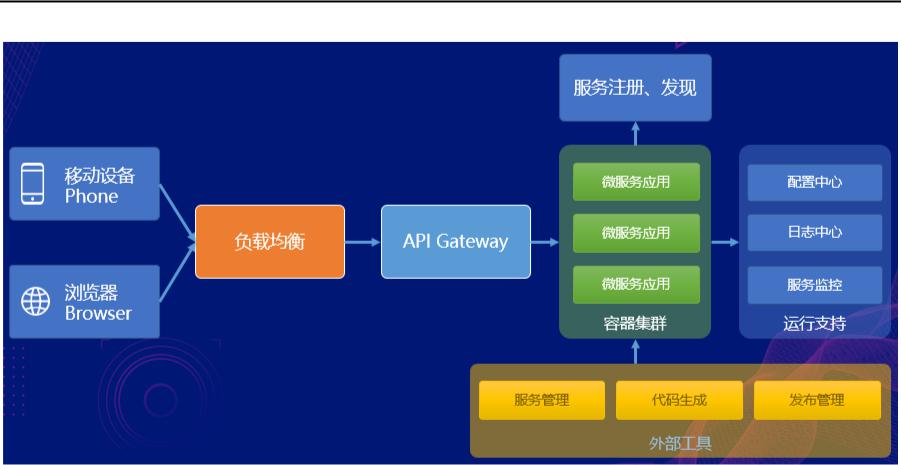 服务注册、发现
移动设备
Phone
浏览器
Browser
负载均衡
API Gateway
微服务应用
微服务应用
微服务应用
容器集群
配置中心
日志中心
服务监控
运行支持
服务管理
代码生成
发布管理
外部工具